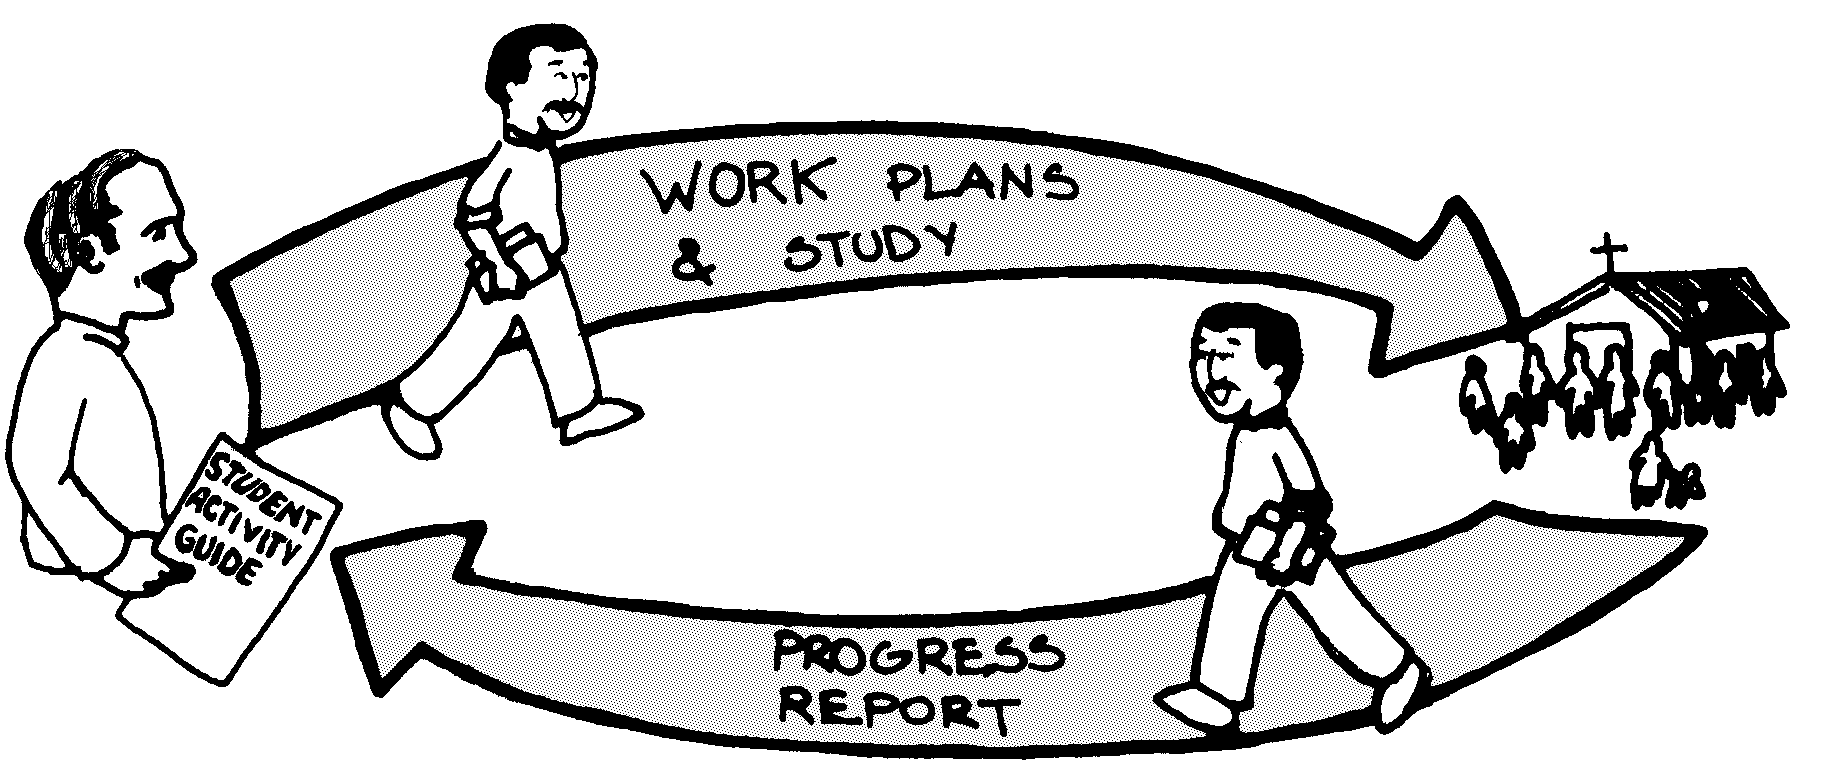 WORK PLANS
& STUDY
STUDENT
ACTIVITY
GUIDE
PROGRESS
REPORT